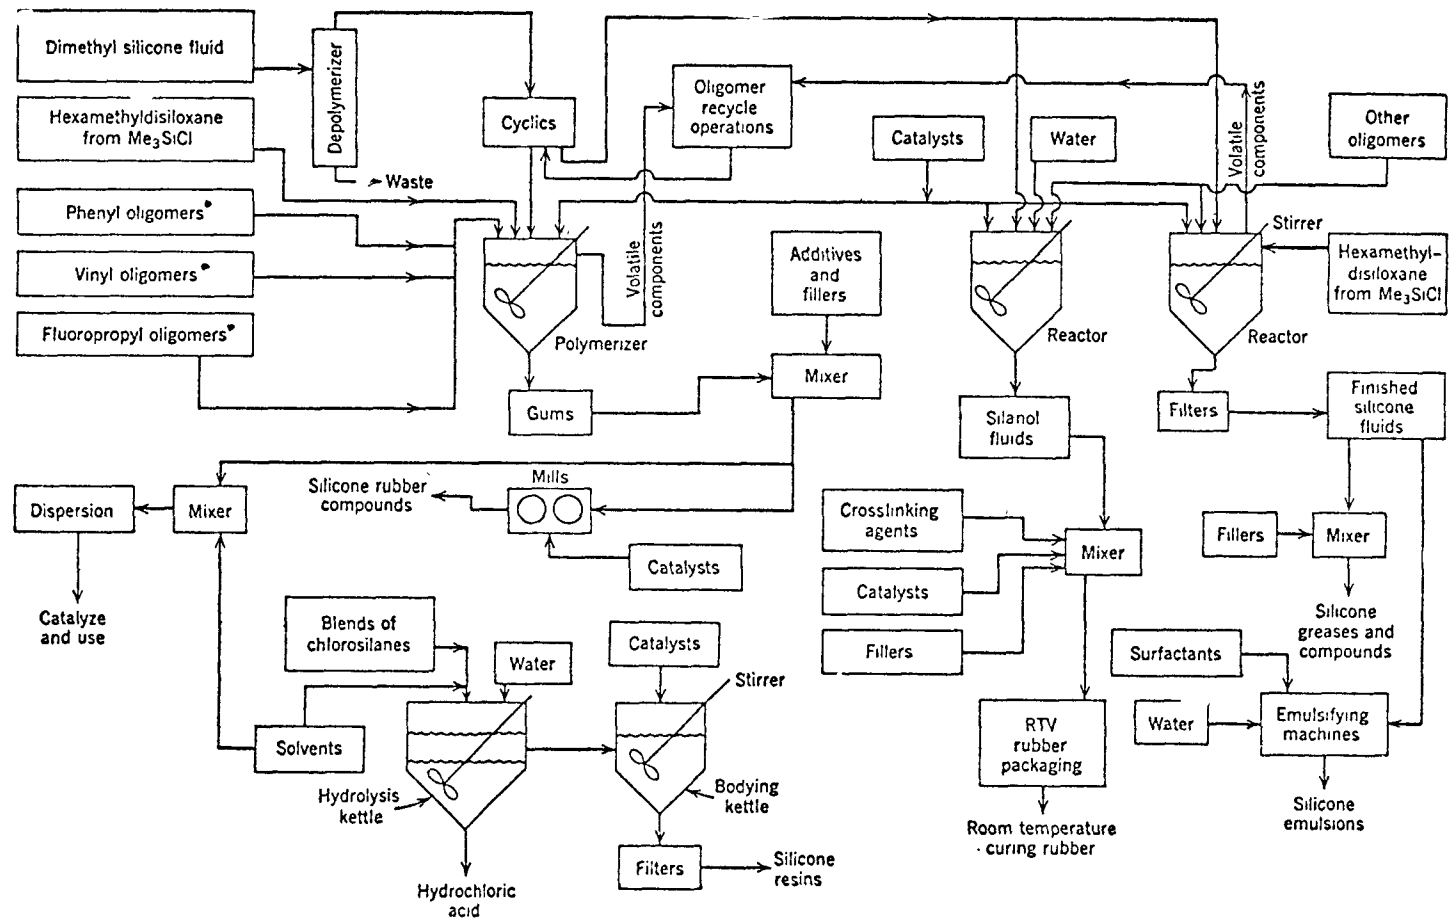 Dimethyl silicone fluid
Hexamethyldisiloxane
from Me₃SiCl
Phenyl oligomers•
Vinyl oligomers•
Fluoropropyl oligomers•
Depolymerizer
Waste
Cyclics
Oligomer
recycle
operations
Catalysts
Water
Volatile
components
Other
oligomers
Stirrer
Hexamethyl-
disiloxane
from Me₃SiCl
Volatile
components
Additives
and
fillers
Polymerizer
Reactor
Reactor
Gums
Mixer
Silanol
fluids
Filters
Finished
silicone
fluids
Dispersion
Mixer
Silicone rubber
compounds
Mills
Catalysts
Crosslinking
agents
Catalysts
Fillers
Mixer
Fillers
Mixer
Catalyze
and use
Silicone
greases and
compounds
Blends of
chlorosilanes
Water
Catalysts
Stirrer
Surfactants
Solvents
Water
Emulsifying
machines
RTV
rubber
packaging
Hydrolysis
kettle
Bodying
kettle
Silicone
emulsions
Room temperature
curing rubber
Filters
Silicone
resins
Hydrochloric
acid